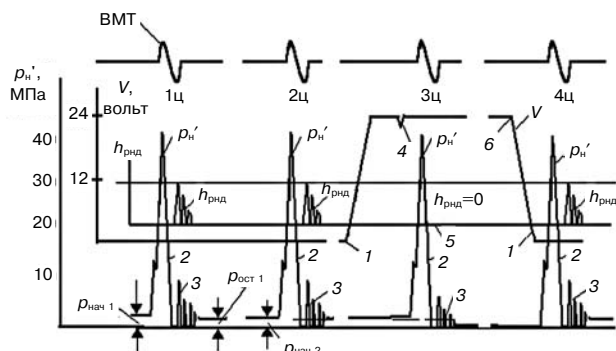 ВМТ
pн', МПа
V, вольт
1ц 2ц 3ц 4ц
24
12
40
30
20
10
hрнд
pн' pн' pн' pн'
4 6 V
hрнд hрнд hрнд=0 hрнд
1 5 1
2 2 2 2
3 3 3 3
pост 1
pнач 1
pнач 2